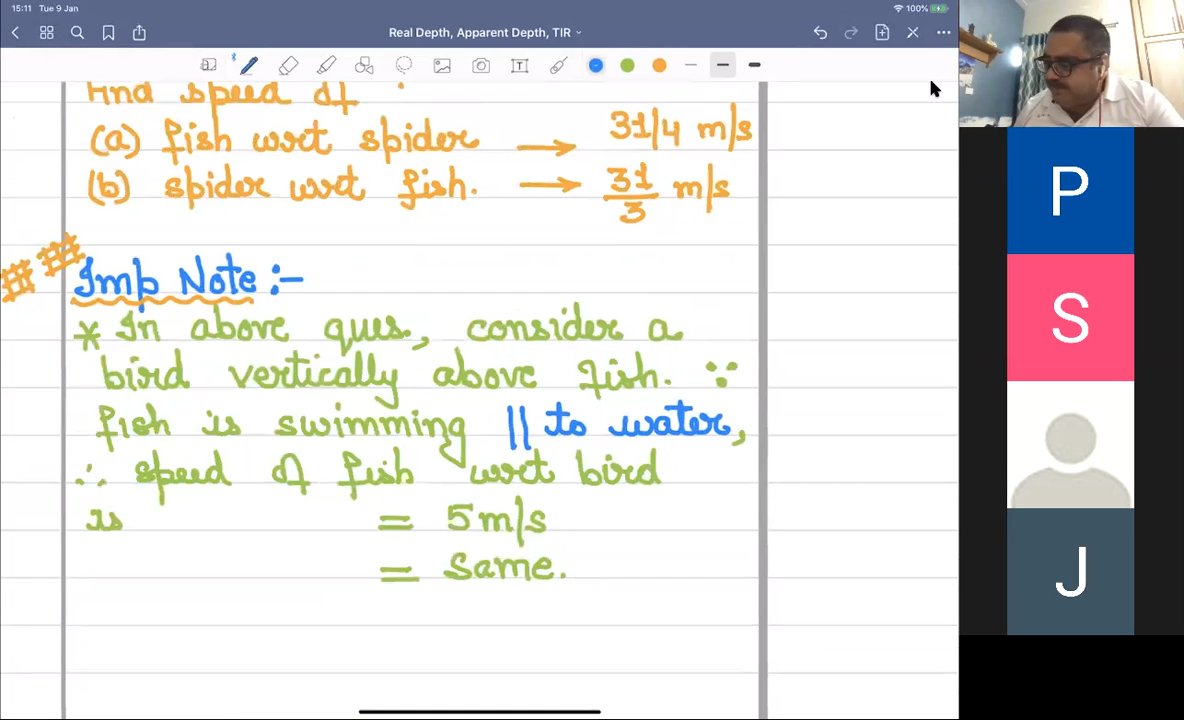 15:11 Tue 9 Jan
100%
Real Depth, Apparent Depth, TIR
Find speed of :
(a) fish wrt spider → 31/4 m/s
(b) spider wrt fish. → 31/3 m/s
## Imp Note :-
* In above ques, consider a
bird vertically above fish. ∵
fish is swimming || to water,
∴ speed of fish wrt bird
is = 5 m/s
= Same.
P
S
J